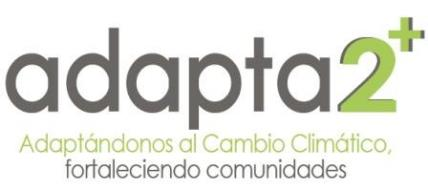 adapta2+
Adaptándonos al Cambio Climático,
fortaleciendo comunidades